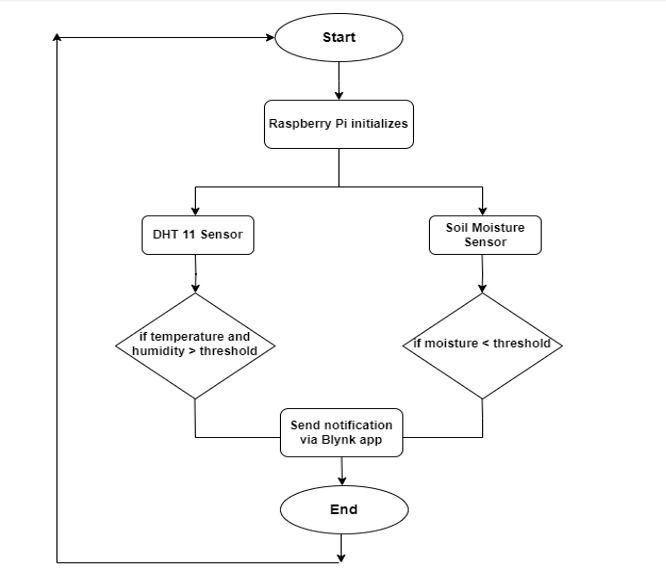 Start
Raspberry Pi initializes
DHT 11 Sensor
Soil Moisture
Sensor
if temperature and
humidity > threshold
if moisture < threshold
Send notification
via Blynk app
End